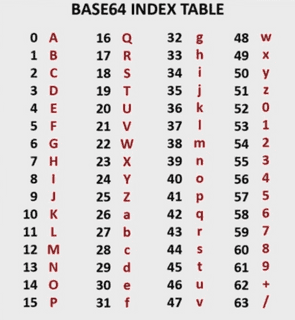 BASE64 INDEX TABLE
0 A 16 Q 32 g 48 w
1 B 17 R 33 h 49 x
2 C 18 S 34 i 50 y
3 D 19 T 35 j 51 z
4 E 20 U 36 k 52 0
5 F 21 V 37 l 53 1
6 G 22 W 38 m 54 2
7 H 23 X 39 n 55 3
8 I 24 Y 40 o 56 4
9 J 25 Z 41 p 57 5
10 K 26 a 42 q 58 6
11 L 27 b 43 r 59 7
12 M 28 c 44 s 60 8
13 N 29 d 45 t 61 9
14 O 30 e 46 u 62 +
15 P 31 f 47 v 63 /